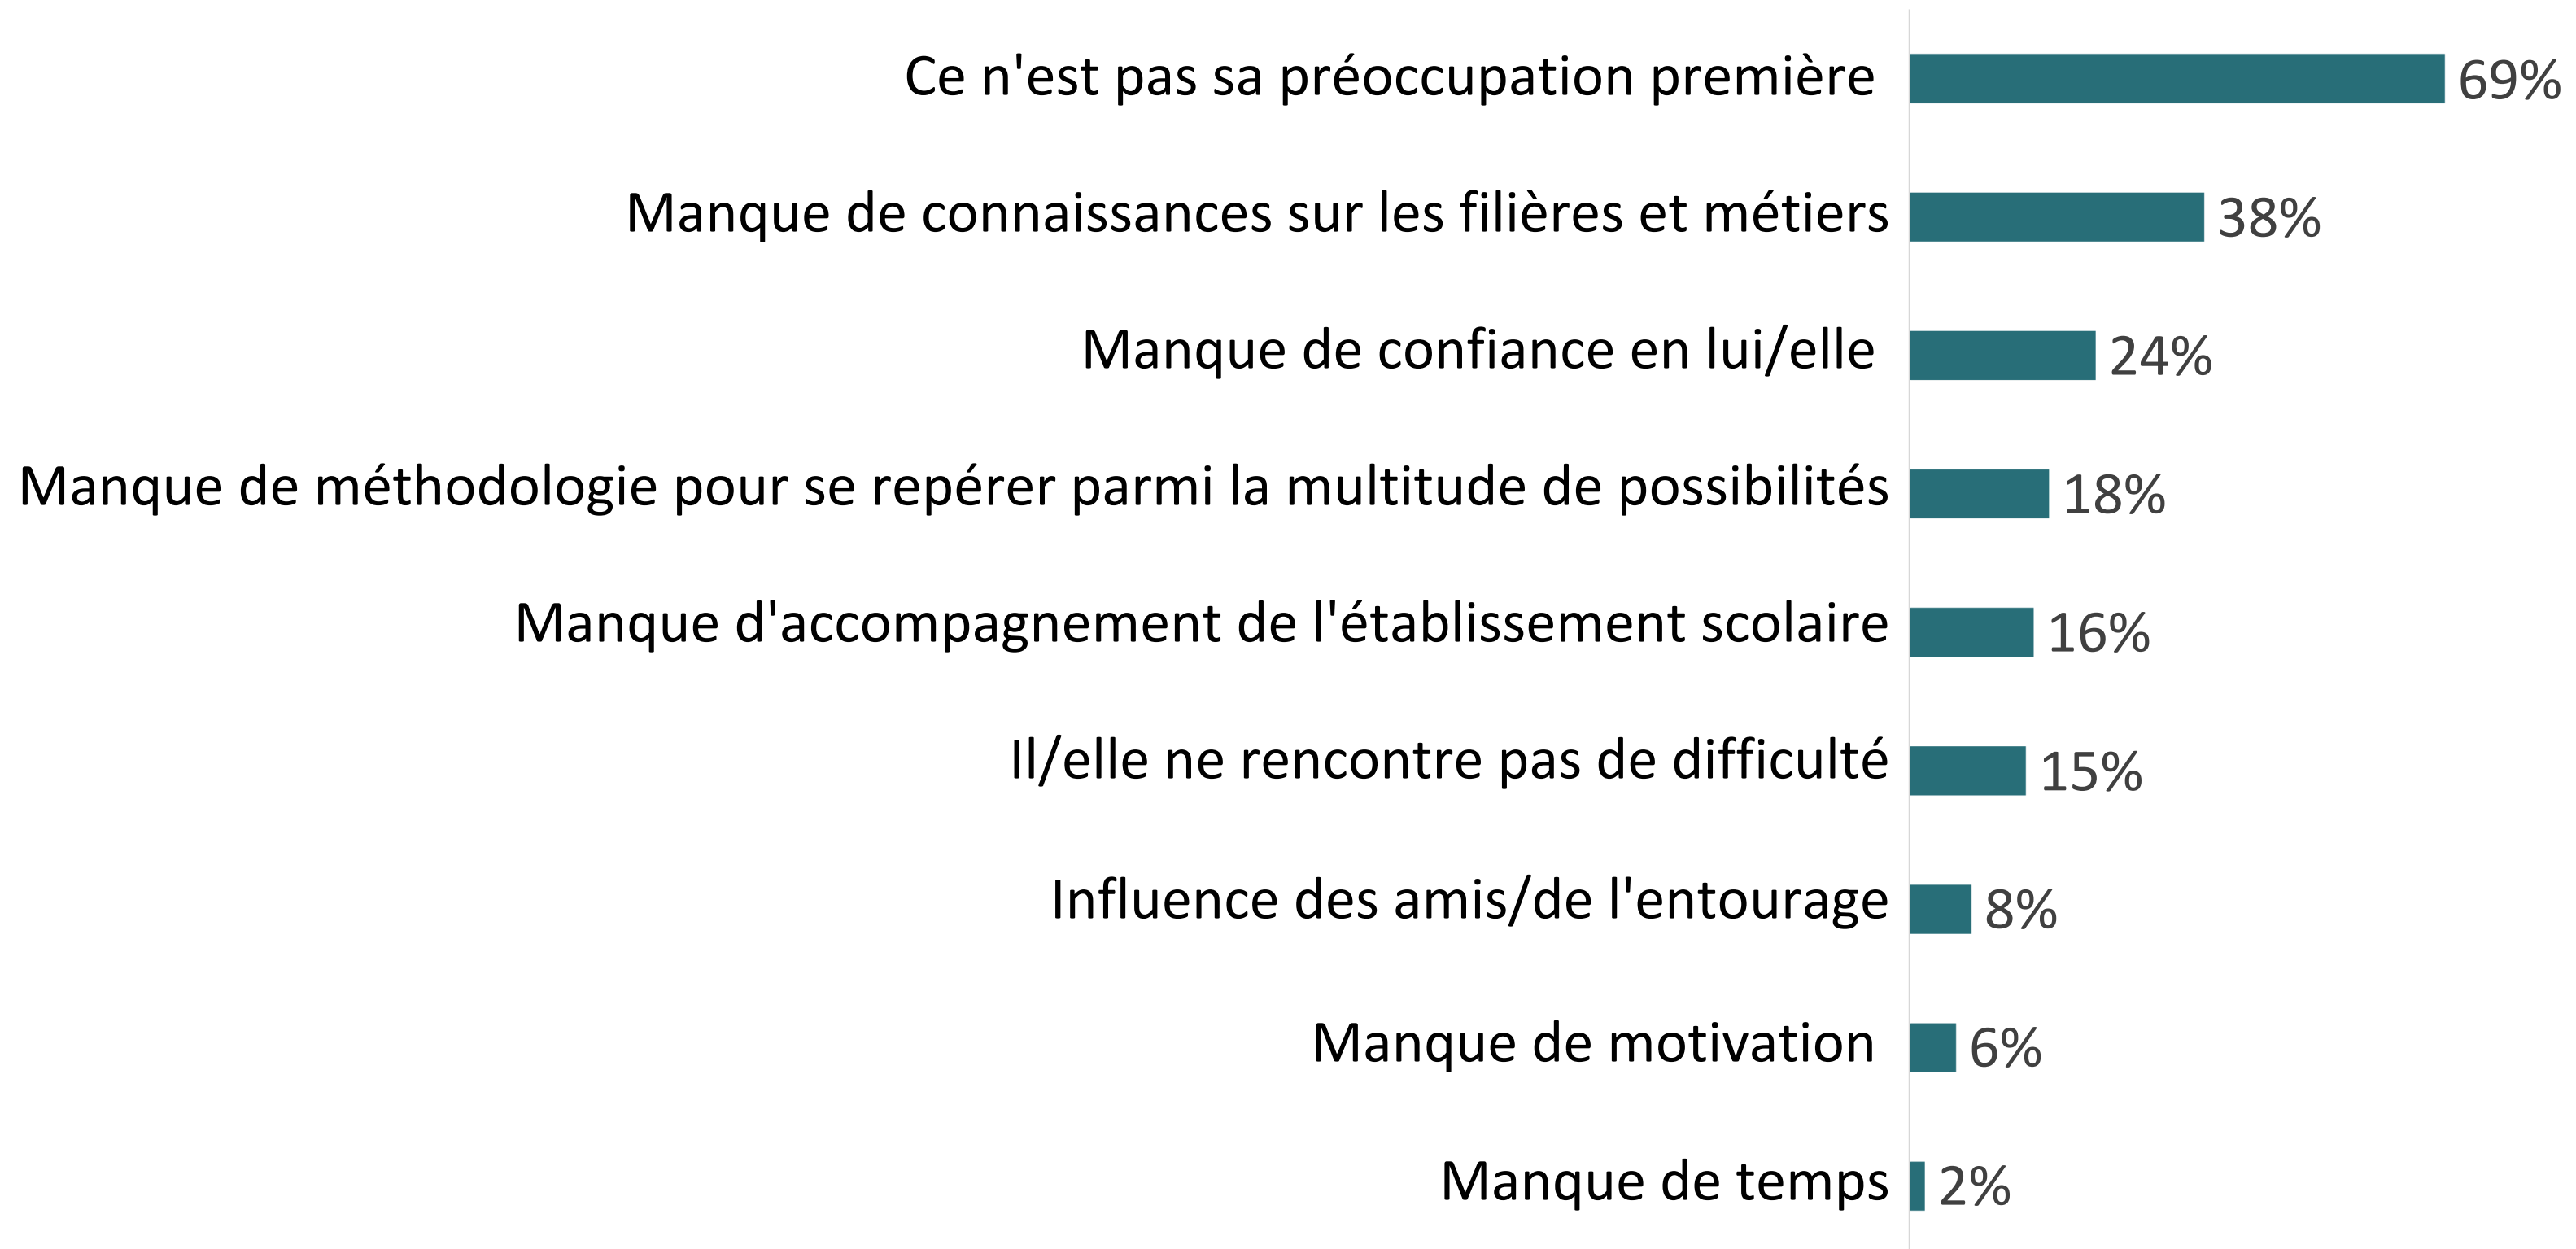 Ce n'est pas sa préoccupation première 69%
Manque de connaissances sur les filières et métiers 38%
Manque de confiance en lui/elle 24%
Manque de méthodologie pour se repérer parmi la multitude de possibilités 18%
Manque d'accompagnement de l'établissement scolaire 16%
Il/elle ne rencontre pas de difficulté 15%
Influence des amis/de l'entourage 8%
Manque de motivation 6%
Manque de temps 2%